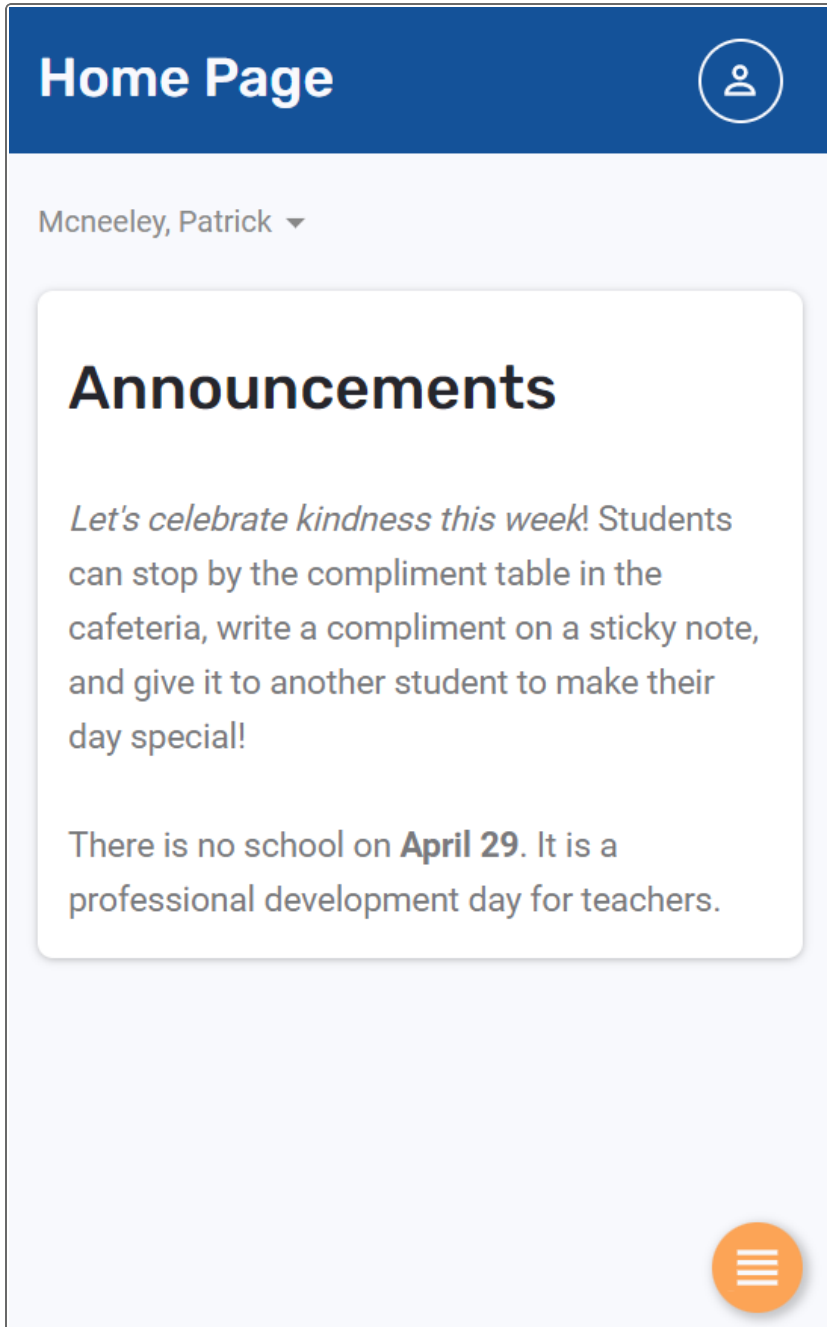 Home Page
Mcneeley, Patrick
Announcements
Let's celebrate kindness this week! Students
can stop by the compliment table in the
cafeteria, write a compliment on a sticky note,
and give it to another student to make their
day special!
There is no school on April 29. It is a
professional development day for teachers.